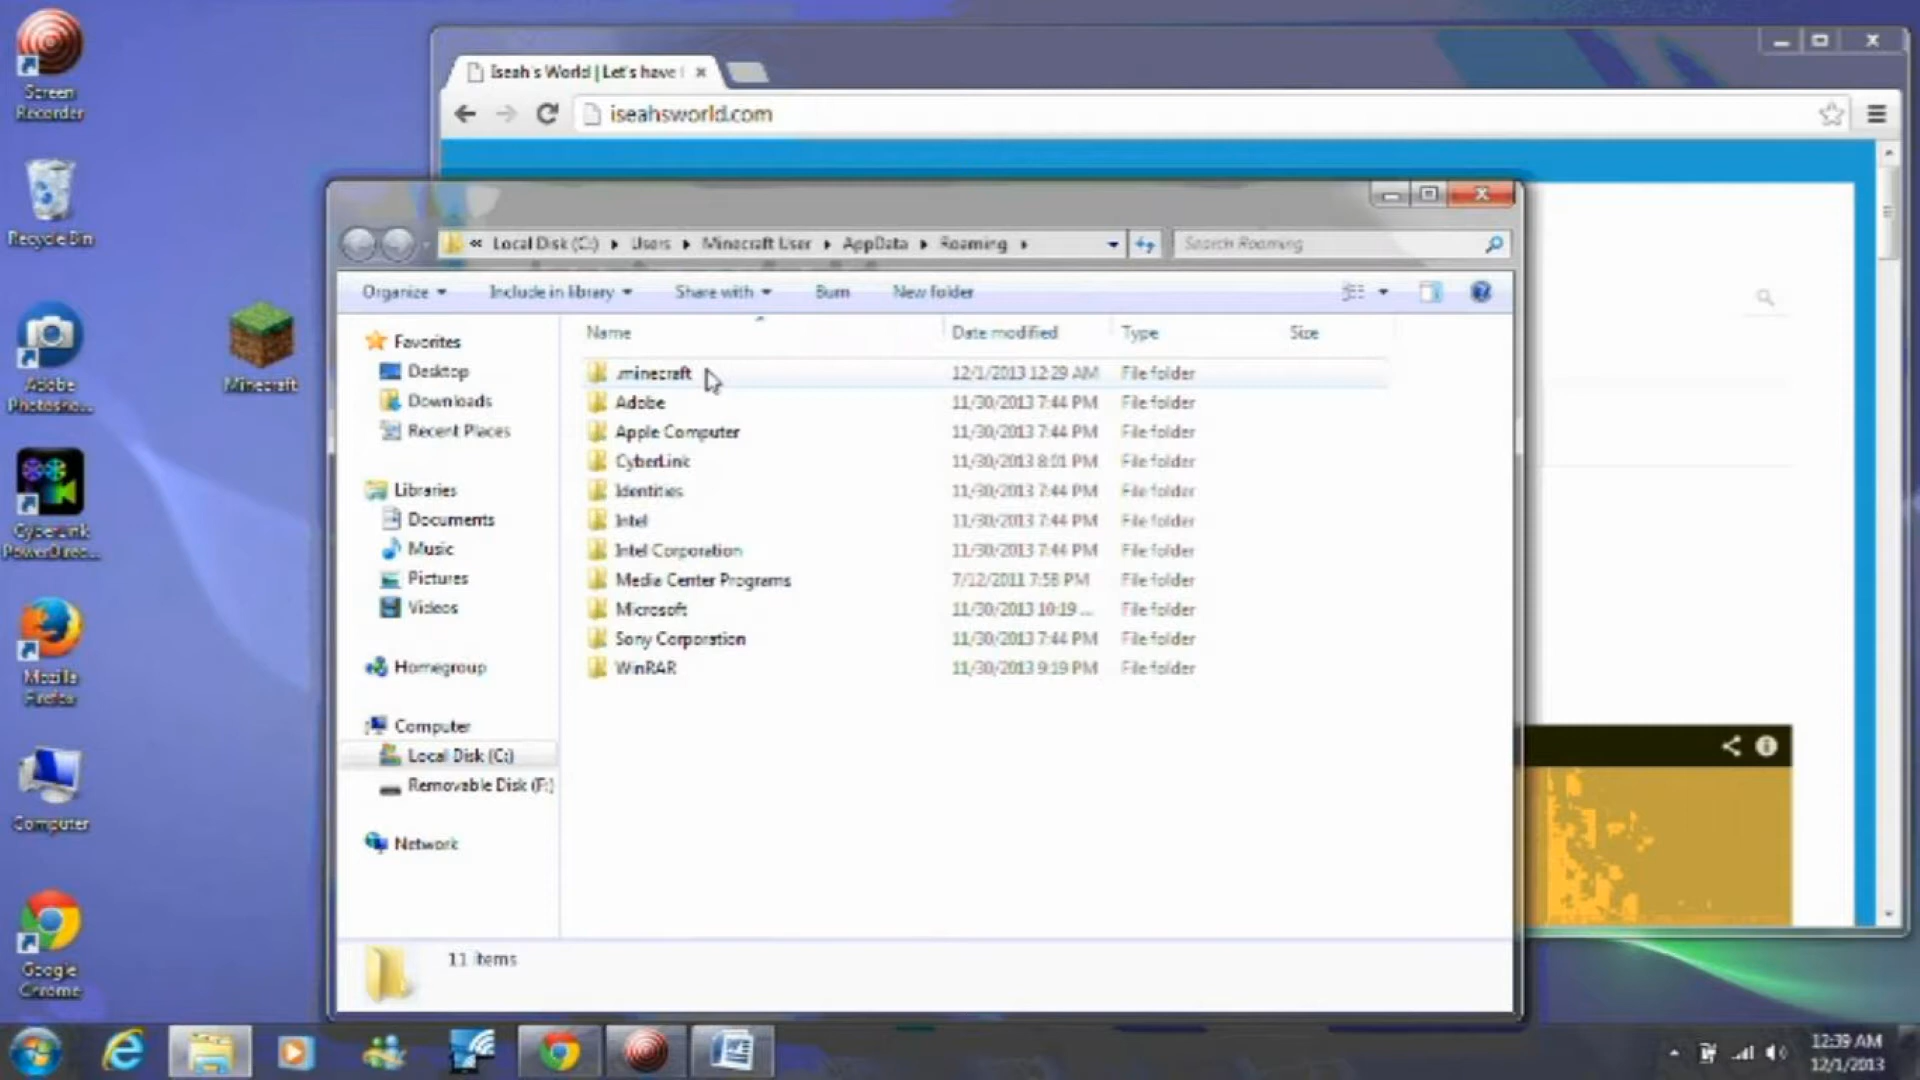 Screen
Recorder
Recycle Bin
Adobe
Photosho...
Minecraft
CyberLink
PowerDirec...
Mozilla
Firefox
Computer
Google
Chrome
Iseah's World | Let's have
iseahsworld.com
« Local Disk (C:) Users Minecraft User AppData Roaming
Search Roaming
Organize Include in library Share with Burn New folder
Favorites
Desktop
Downloads
Recent Places
Libraries
Documents
Music
Pictures
Videos
Homegroup
Computer
Local Disk (C:)
Removable Disk (F:)
Network
Name Date modified Type Size
.minecraft 12/1/2013 12:29 AM File folder
Adobe 11/30/2013 7:44 PM File folder
Apple Computer 11/30/2013 7:44 PM File folder
CyberLink 11/30/2013 8:01 PM File folder
Identities 11/30/2013 7:44 PM File folder
Intel 11/30/2013 7:44 PM File folder
Intel Corporation 11/30/2013 7:44 PM File folder
Media Center Programs 7/12/2011 7:58 PM File folder
Microsoft 11/30/2013 10:19 ... File folder
Sony Corporation 11/30/2013 7:44 PM File folder
WinRAR 11/30/2013 9:19 PM File folder
11 items
12:39 AM
12/1/2013